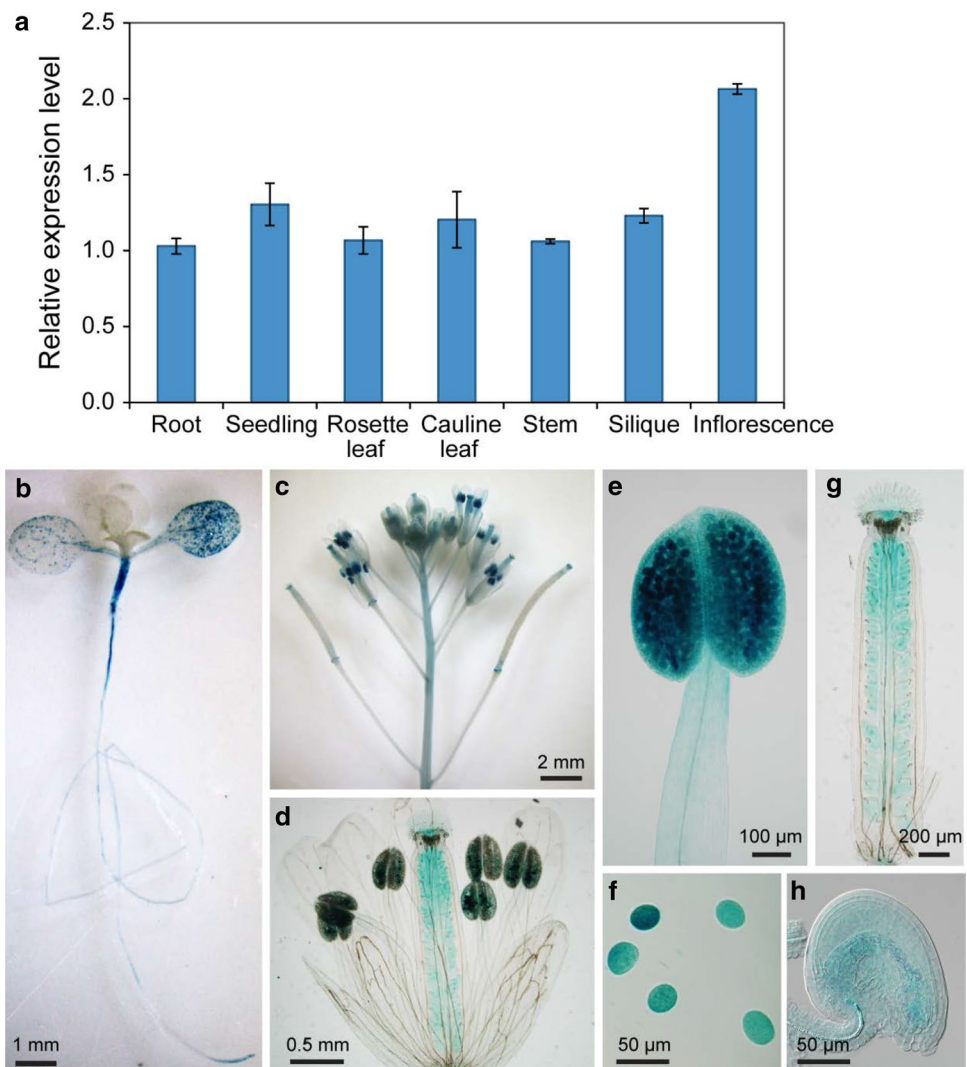 a
Relative expression level
2.5
2.0
1.5
1.0
0.5
0.0
Root Seedling Rosette leaf Cauline leaf Stem Silique Inflorescence
b
1 mm
c
2 mm
d
0.5 mm
e
100 µm
f
50 µm
g
200 µm
h
50 µm